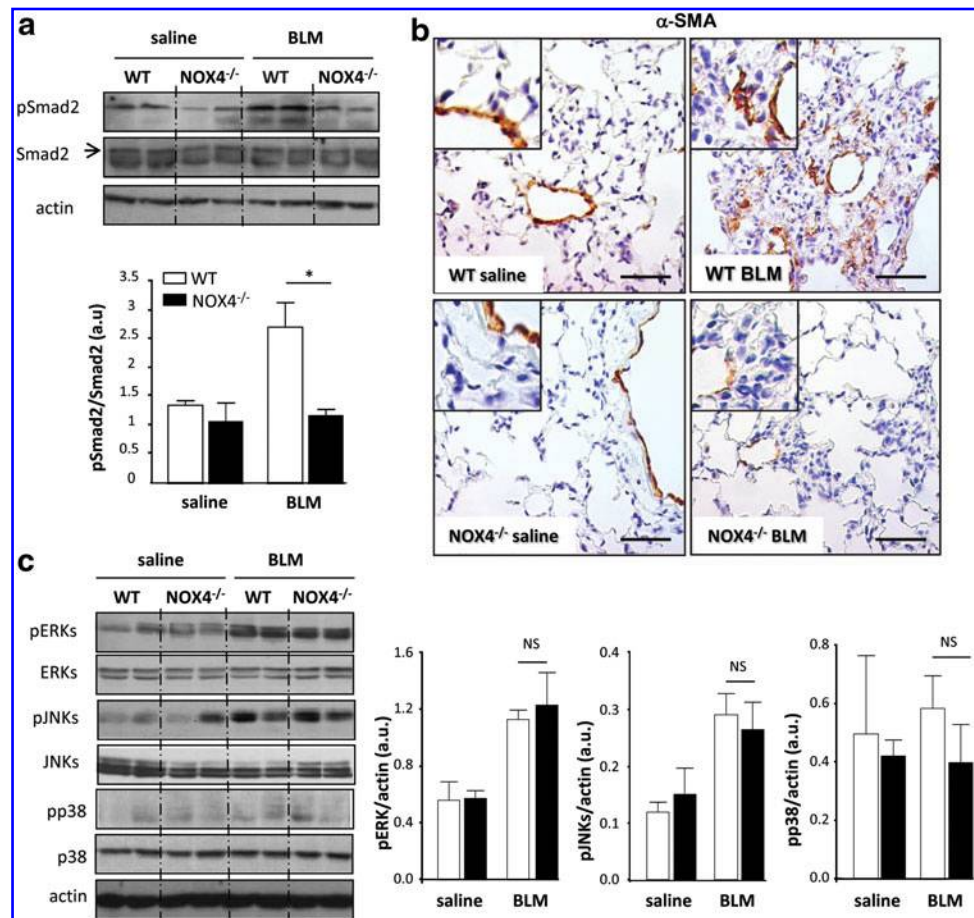 a
saline BLM
WT NOX4-/- WT NOX4-/-
pSmad2
Smad2
actin
WT
NOX4-/-
*
pSmad2/Smad2 (a.u)
3.5
3
2.5
2
1.5
1
0.5
0
saline BLM
b
α-SMA
WT saline
WT BLM
NOX4-/- saline
NOX4-/- BLM
c
saline BLM
WT NOX4-/- WT NOX4-/-
pERKs
ERKs
pJNKs
JNKs
pp38
p38
actin
pERK/actin (a.u.)
1.6
1.2
0.8
0.4
0.0
NS
saline BLM
pJNKs/actin (a.u.)
0.4
0.3
0.2
0.1
0.0
NS
saline BLM
pp38/actin (a.u.)
0.8
0.6
0.4
0.2
0.0
NS
saline BLM